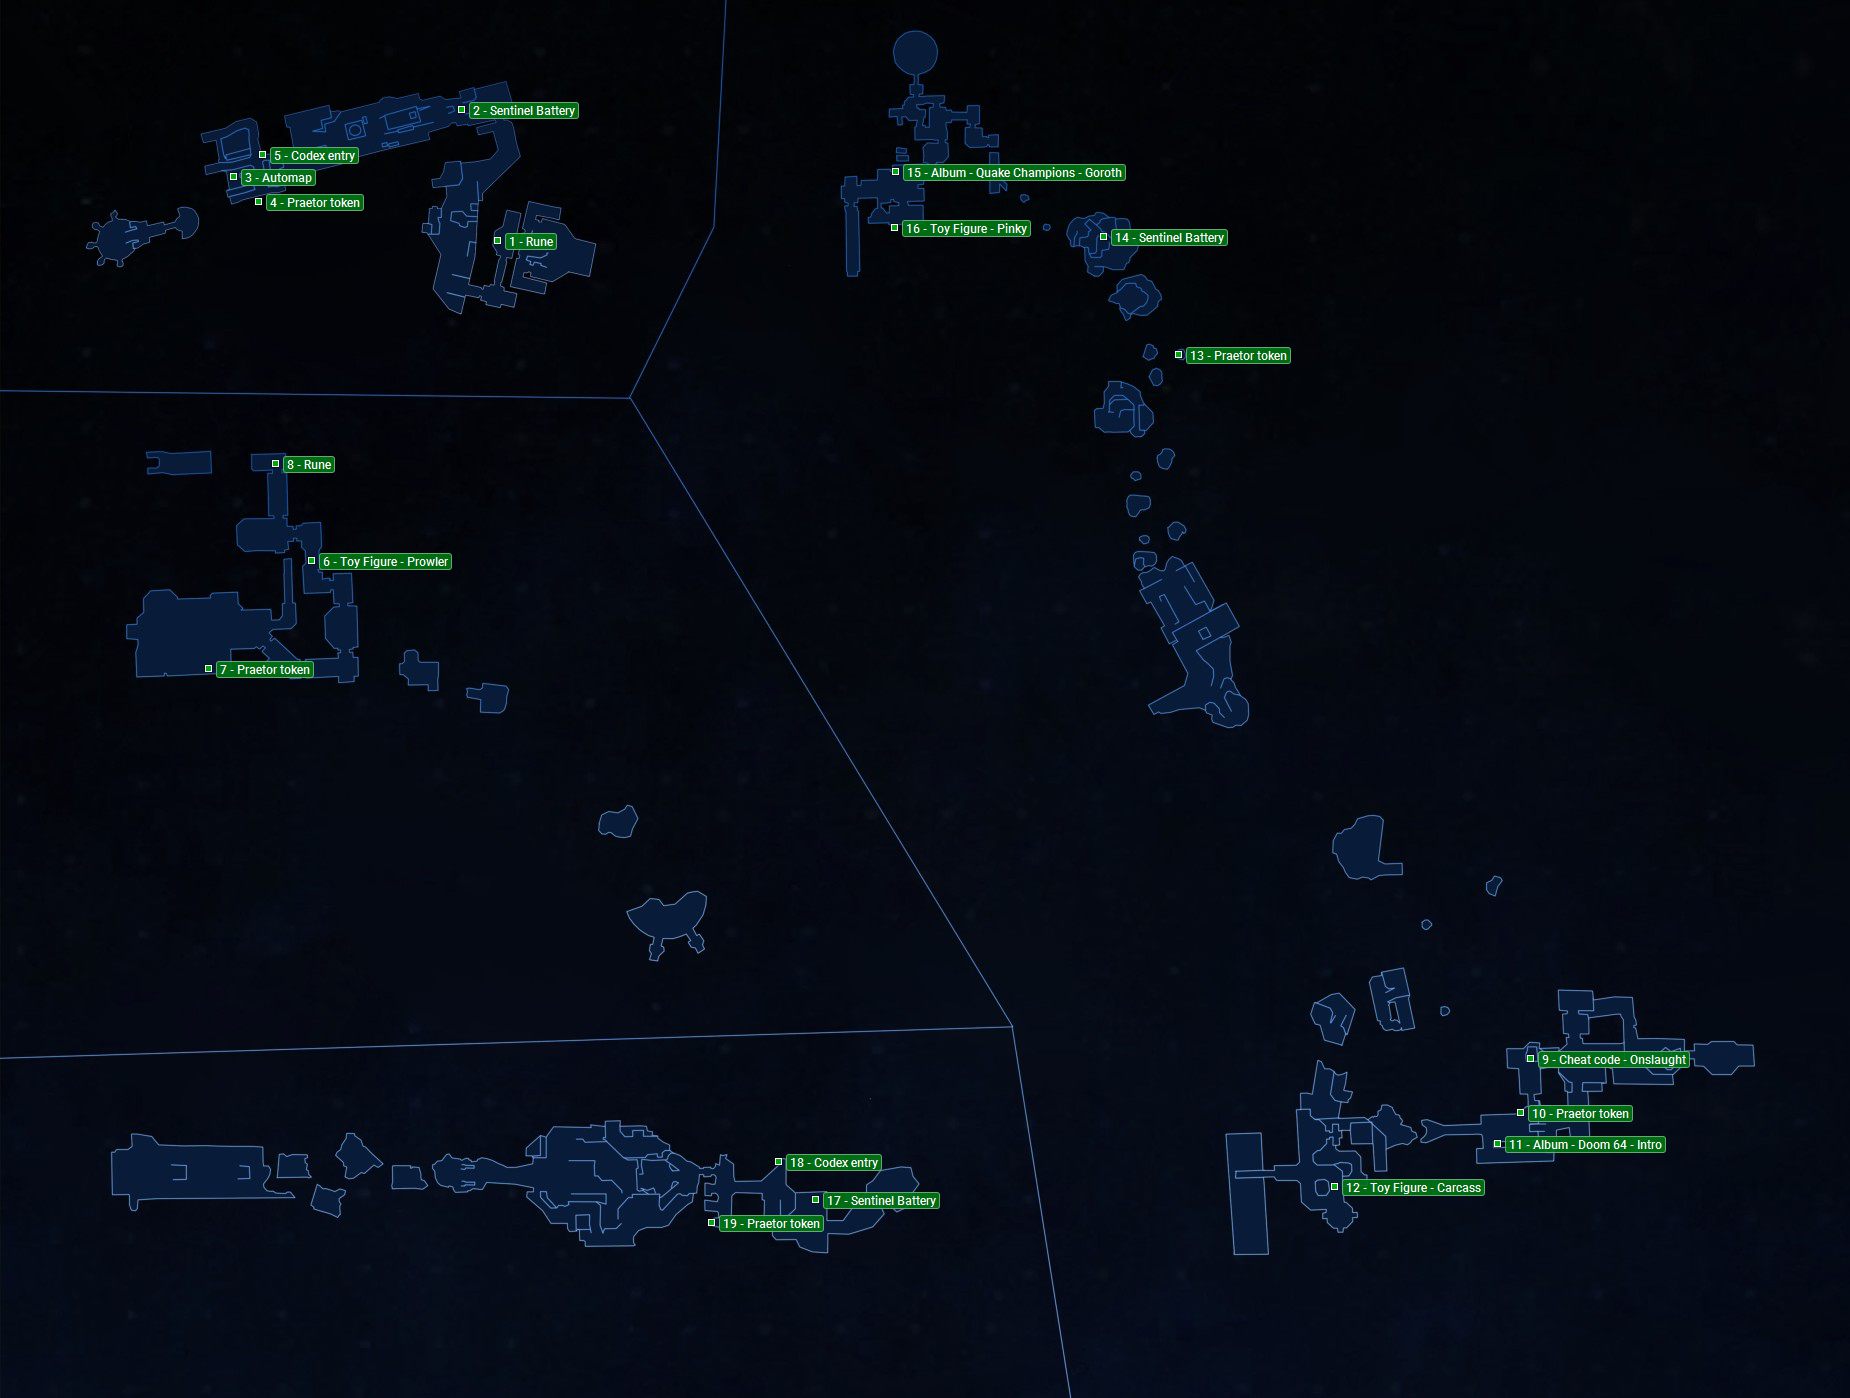 2 - Sentinel Battery
5 - Codex entry
3 - Automap
4 - Praetor token
1 - Rune
15 - Album - Quake Champions - Goroth
16 - Toy Figure - Pinky
14 - Sentinel Battery
13 - Praetor token
8 - Rune
6 - Toy Figure - Prowler
7 - Praetor token
9 - Cheat code - Onslaught
10 - Praetor token
11 - Album - Doom 64 - Intro
12 - Toy Figure - Carcass
18 - Codex entry
17 - Sentinel Battery
19 - Praetor token